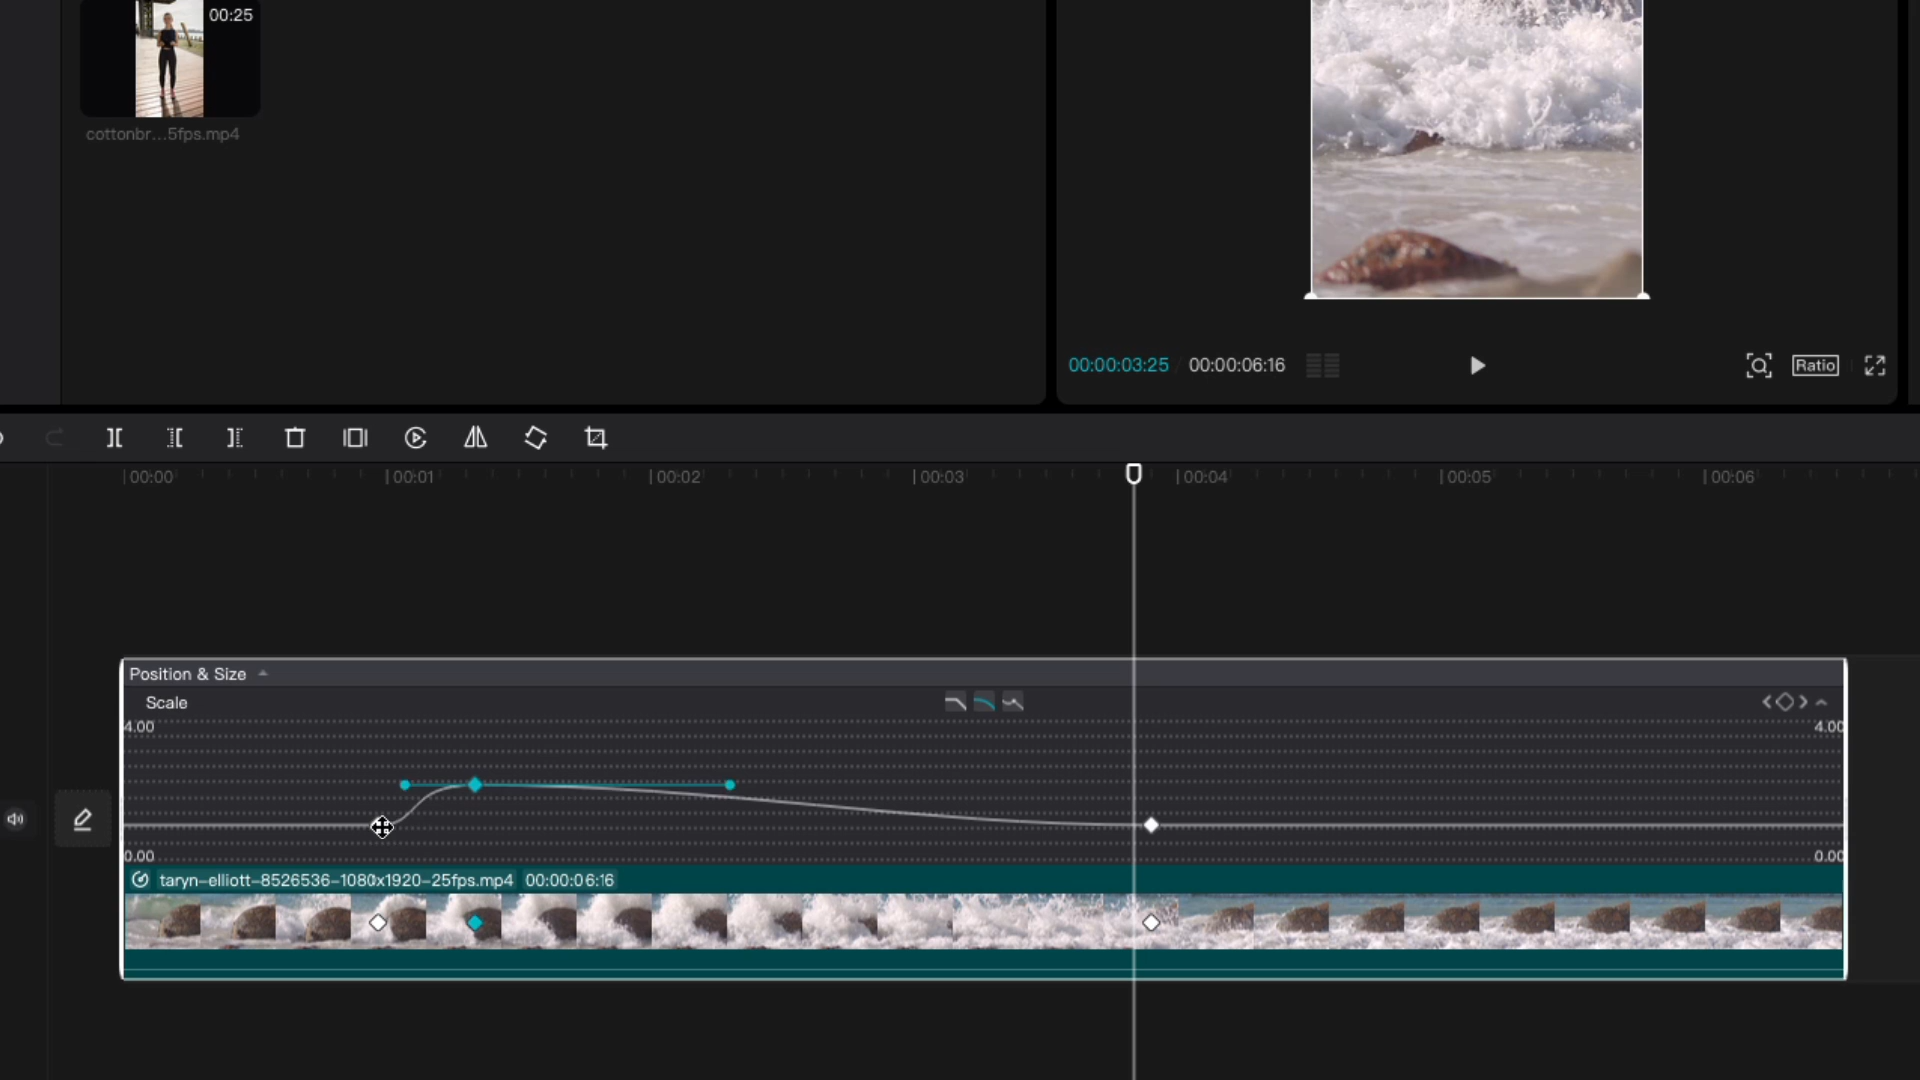 00:25
cottonbr...5fps.mp4
00:00:03:25 / 00:00:06:16
Ratio
00:00 00:01 00:02 00:03 00:04 00:05 00:06
Position & Size
Scale
4.00 4.00
0.00 0.00
taryn-elliott-8526536-1080x1920-25fps.mp4 00:00:06:16